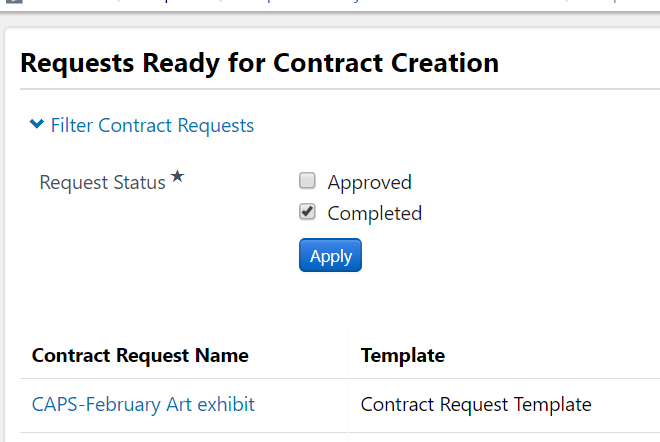 Requests Ready for Contract Creation
Filter Contract Requests
Request Status ★
Approved
Completed
Apply
Contract Request Name Template
CAPS-February Art exhibit Contract Request Template